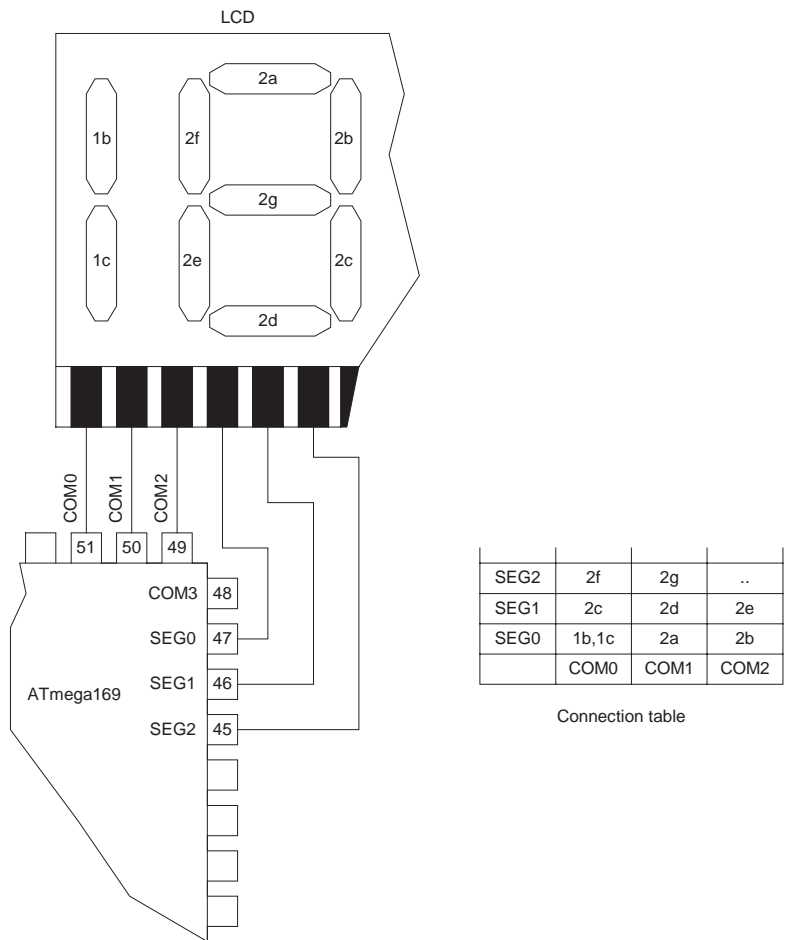 LCD
2a
1b 2f 2b
2g
1c 2e 2c
2d
COM0 COM1 COM2
51 50 49
COM3 48
SEG0 47
SEG1 46
ATmega169
SEG2 45
SEG2 2f 2g ..
SEG1 2c 2d 2e
SEG0 1b,1c 2a 2b
COM0 COM1 COM2
Connection table